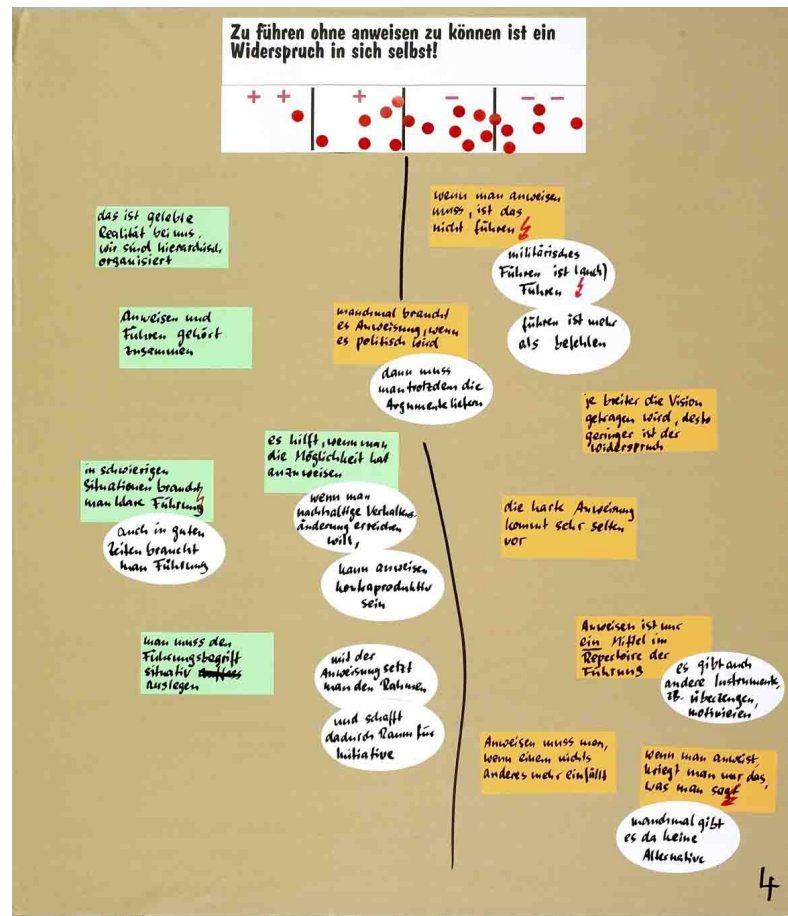 Zu führen ohne anweisen zu können ist ein
Widerspruch in sich selbst!
+ +
+
–
– –
das ist gelebte
Realität bei uns,
wir sind hierarchisch
organisiert
Anweisen und
Führen gehört
zusammen
es hilft, wenn man
die Möglichkeit hat
anzuweisen
wenn man
nachhaltige Verhaltens-
änderung erreichen
will,
kann anweisen
kontraproduktiv
sein
in schwierigen
Situationen braucht
man klare Führung
auch in guten
Zeiten braucht
man Führung
man muss den
Führungsbegriff
situativ
auslegen
mit der
Anweisung setzt
man den Rahmen
und schafft
dadurch Raum für
Initiative
wenn man anweisen
muss, ist das
nicht führen
militärisches
Führen ist (auch)
Führen
führen ist mehr
als befehlen
manchmal braucht
es Anweisung, wenn
es politisch wird
dann muss
man trotzdem die
Argumente liefern
je breiter die Vision
getragen wird, desto
geringer ist der
Widerspruch
die harte Anweisung
kommt sehr selten
vor
Anweisen ist nur
ein Mittel im
Repertoire der
Führung
es gibt auch
andere Instrumente,
zB. überzeugen,
motivieren
Anweisen muss man,
wenn einem nichts
anderes mehr einfällt
wenn man anweist,
kriegt man nur das,
was man sagt
manchmal gibt
es da keine
Alternative
4